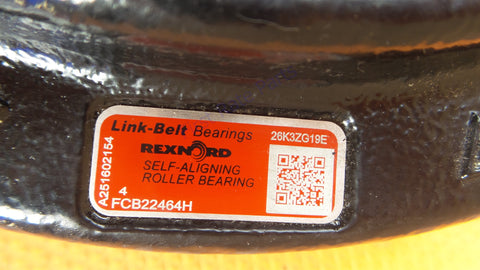 Link-Belt Bearings
26K3ZG19E
REXNORD
SELF-ALIGNING
ROLLER BEARING
A251602154
4
FCB22464H